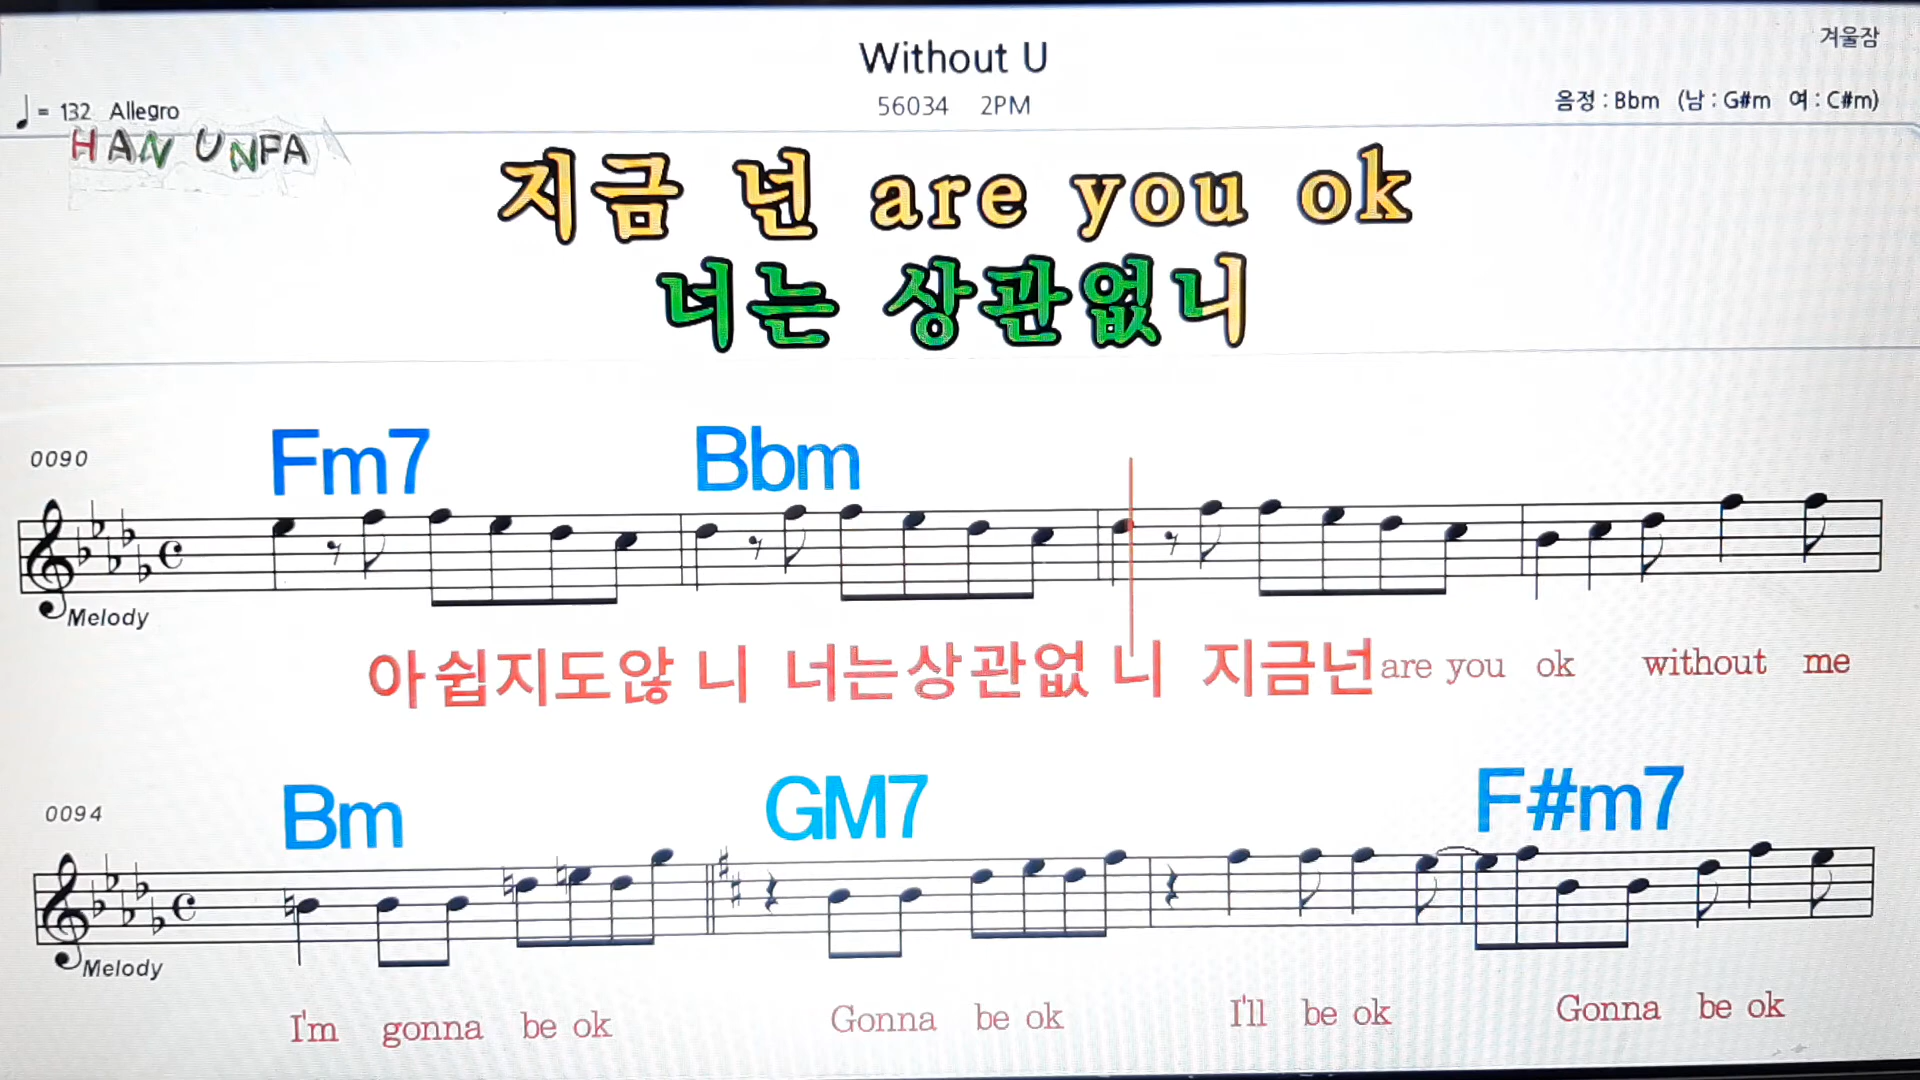 Without U
겨울잠
= 132 Allegro
56034 2PM
음정 : Bbm (남 : G#m 여 : C#m)
HAN UNFA
지금 넌 are you ok
너는 상관없니
0090
Fm7 Bbm
Melody
아쉽지도않 니 너는상관없 니 지금넌are you ok without me
0094
Bm GM7 F#m7
Melody
I'm gonna be ok Gonna be ok I'll be ok Gonna be ok